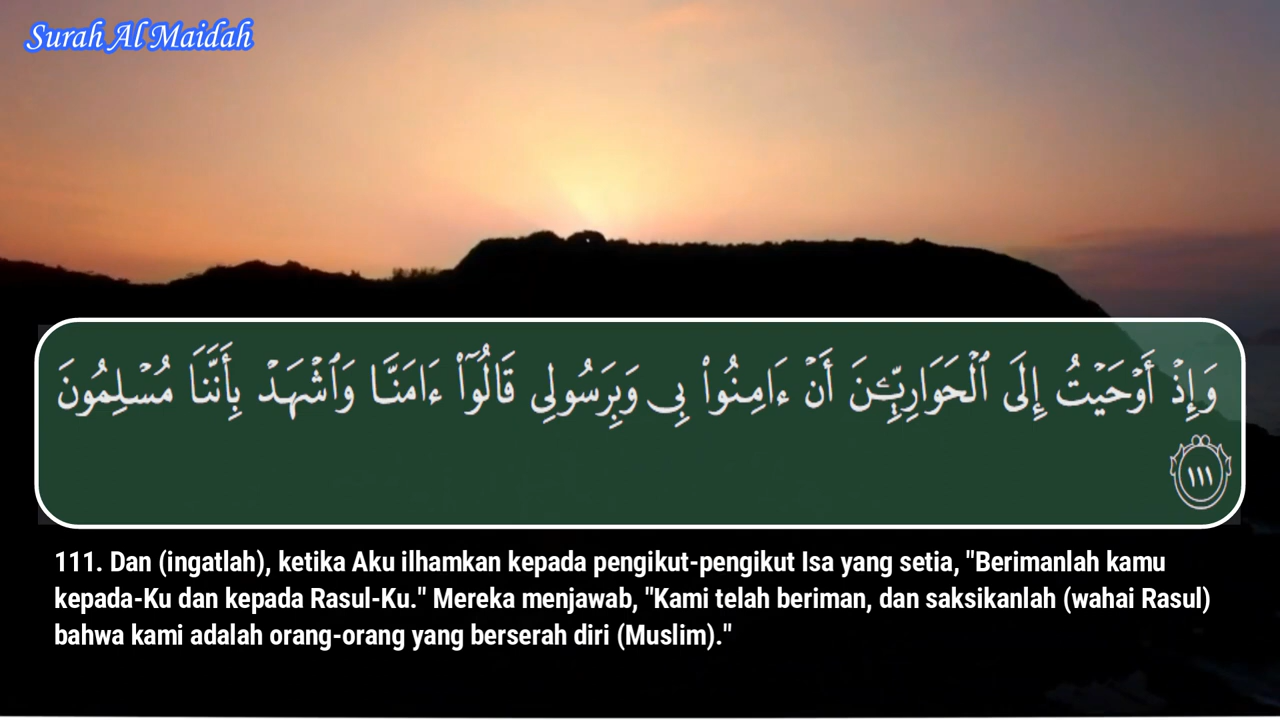 Surah Al Maidah
وَإِذْ أَوْحَيْتُ إِلَى ٱلْحَوَارِيِّـۧنَ أَنْ ءَامِنُوا۟ بِى وَبِرَسُولِى قَالُوٓا۟ ءَامَنَّا وَٱشْهَدْ بِأَنَّنَا مُسْلِمُونَ
١١١
111. Dan (ingatlah), ketika Aku ilhamkan kepada pengikut-pengikut Isa yang setia, "Berimanlah kamu
kepada-Ku dan kepada Rasul-Ku." Mereka menjawab, "Kami telah beriman, dan saksikanlah (wahai Rasul)
bahwa kami adalah orang-orang yang berserah diri (Muslim)."